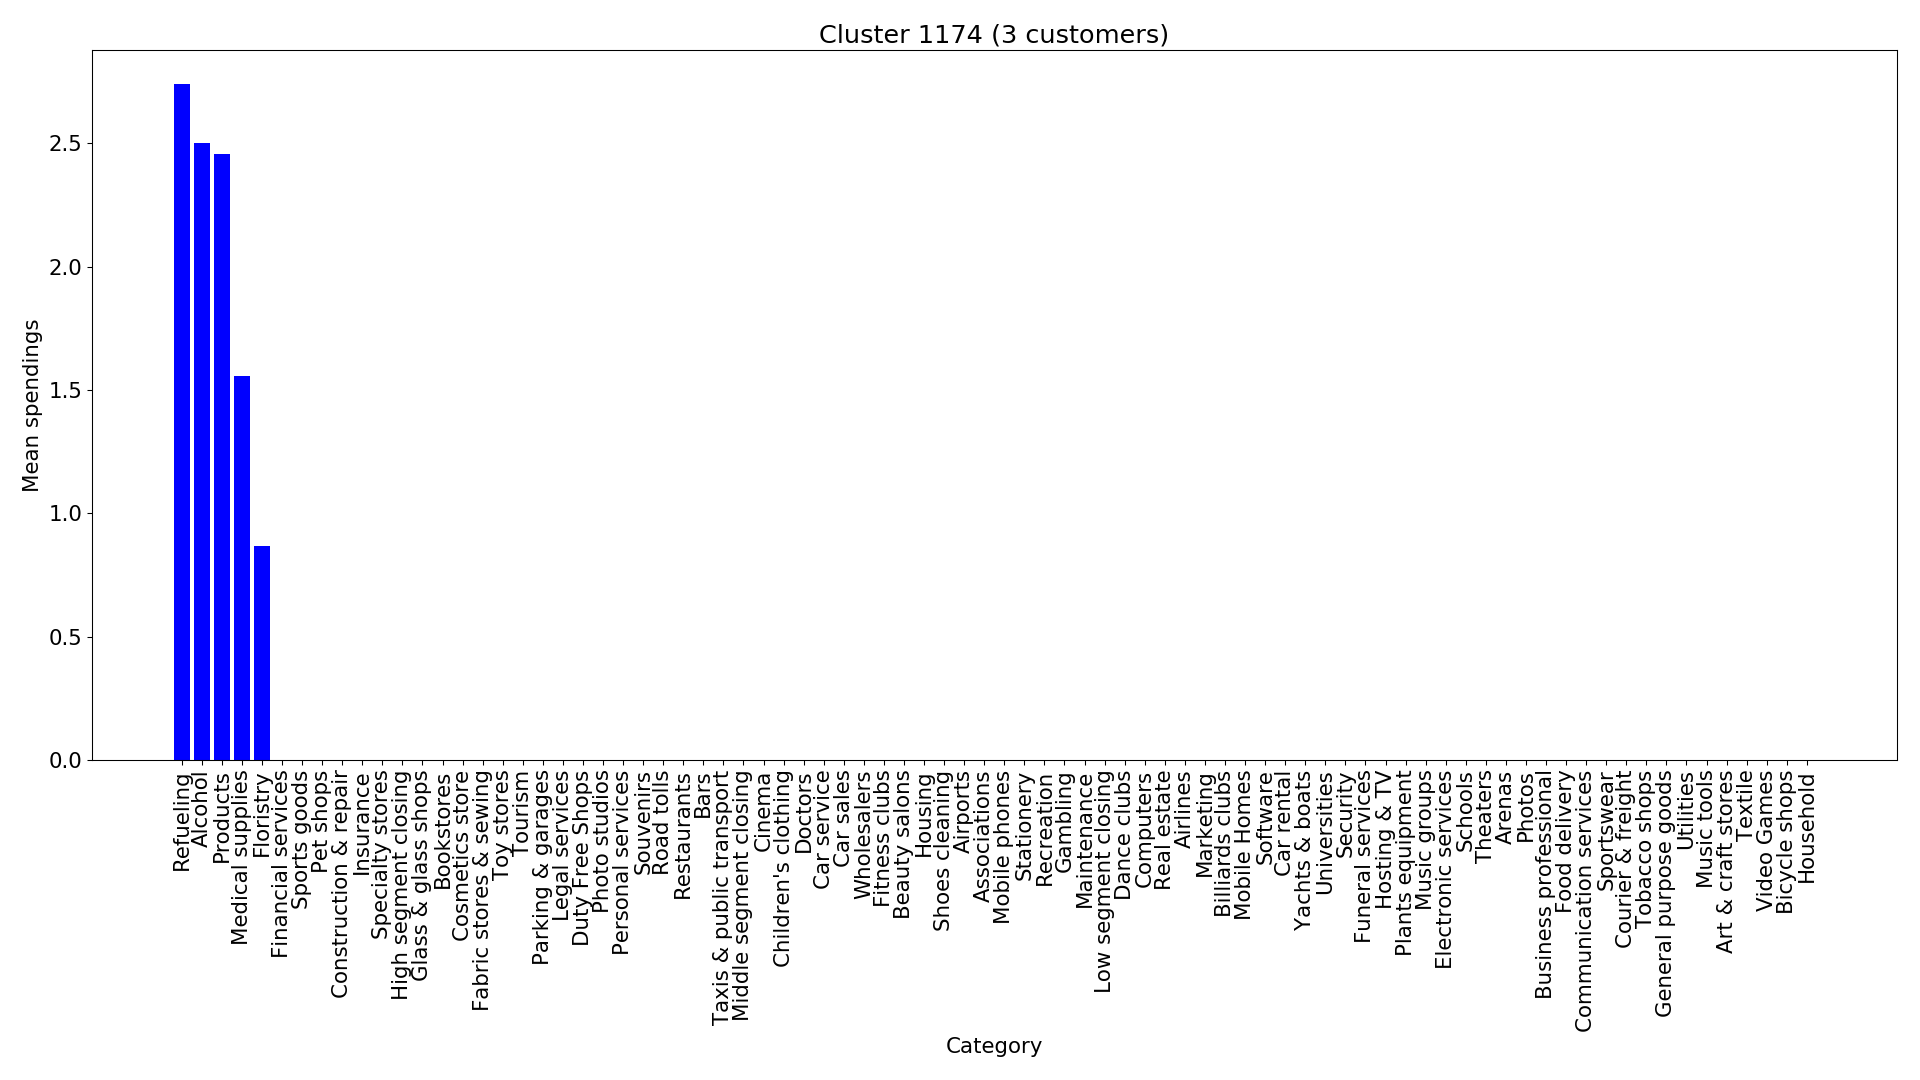 Cluster 1174 (3 customers)
Mean spendings
2.5
2.0
1.5
1.0
0.5
0.0
Refueling
Alcohol
Products
Medical supplies
Floristry
Financial services
Sports goods
Pet shops
Construction & repair
Insurance
Specialty stores
High segment closing
Glass & glass shops
Bookstores
Cosmetics store
Fabric stores & sewing
Toy stores
Tourism
Parking & garages
Legal services
Duty Free Shops
Photo studios
Personal services
Souvenirs
Road tolls
Restaurants
Bars
Taxis & public transport
Middle segment closing
Cinema
Children's clothing
Doctors
Car service
Car sales
Wholesalers
Fitness clubs
Beauty salons
Housing
Shoes cleaning
Airports
Associations
Mobile phones
Stationery
Recreation
Gambling
Maintenance
Low segment closing
Dance clubs
Computers
Real estate
Airlines
Marketing
Billiards clubs
Mobile Homes
Software
Car rental
Yachts & boats
Universities
Security
Funeral services
Hosting & TV
Plants equipment
Music groups
Electronic services
Schools
Theaters
Arenas
Photos
Business professional
Food delivery
Communication services
Sportswear
Courier & freight
Tobacco shops
General purpose goods
Utilities
Music tools
Art & craft stores
Textile
Video Games
Bicycle shops
Household
Category